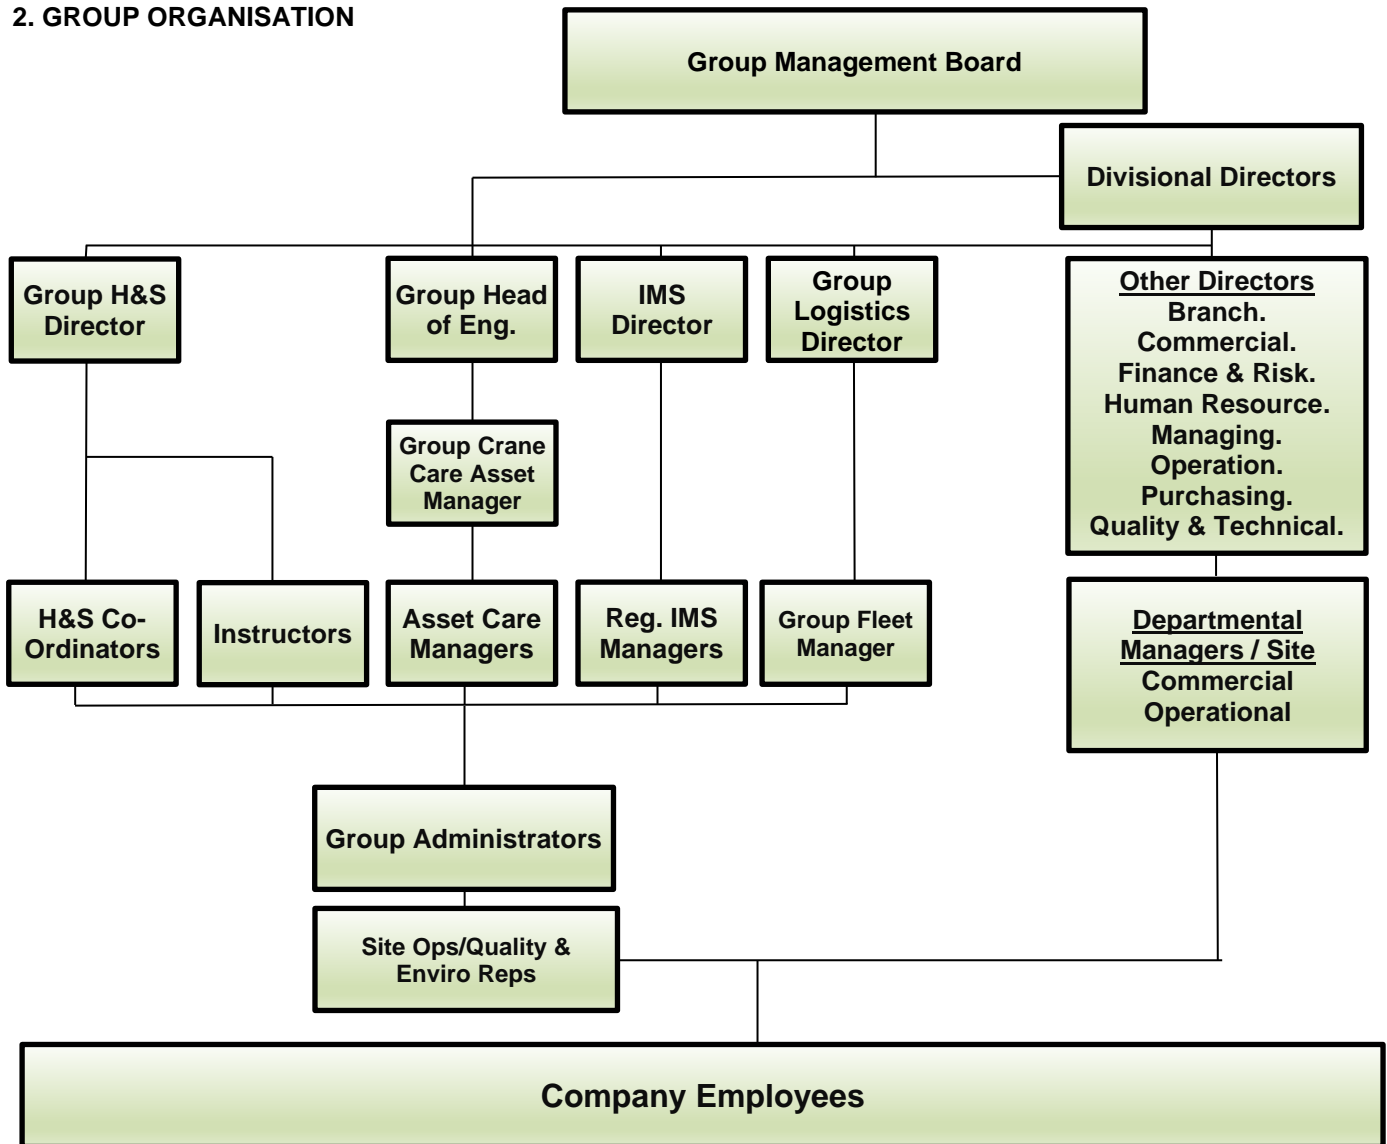 2. GROUP ORGANISATION
Group Management Board
Divisional Directors
Group H&S
Director
Group Head
of Eng.
IMS
Director
Group
Logistics
Director
Other Directors
Branch.
Commercial.
Finance & Risk.
Human Resource.
Managing.
Operation.
Purchasing.
Quality & Technical.
Group Crane
Care Asset
Manager
H&S Co-
Ordinators
Instructors
Asset Care
Managers
Reg. IMS
Managers
Group Fleet
Manager
Departmental
Managers / Site
Commercial
Operational
Group Administrators
Site Ops/Quality &
Enviro Reps
Company Employees